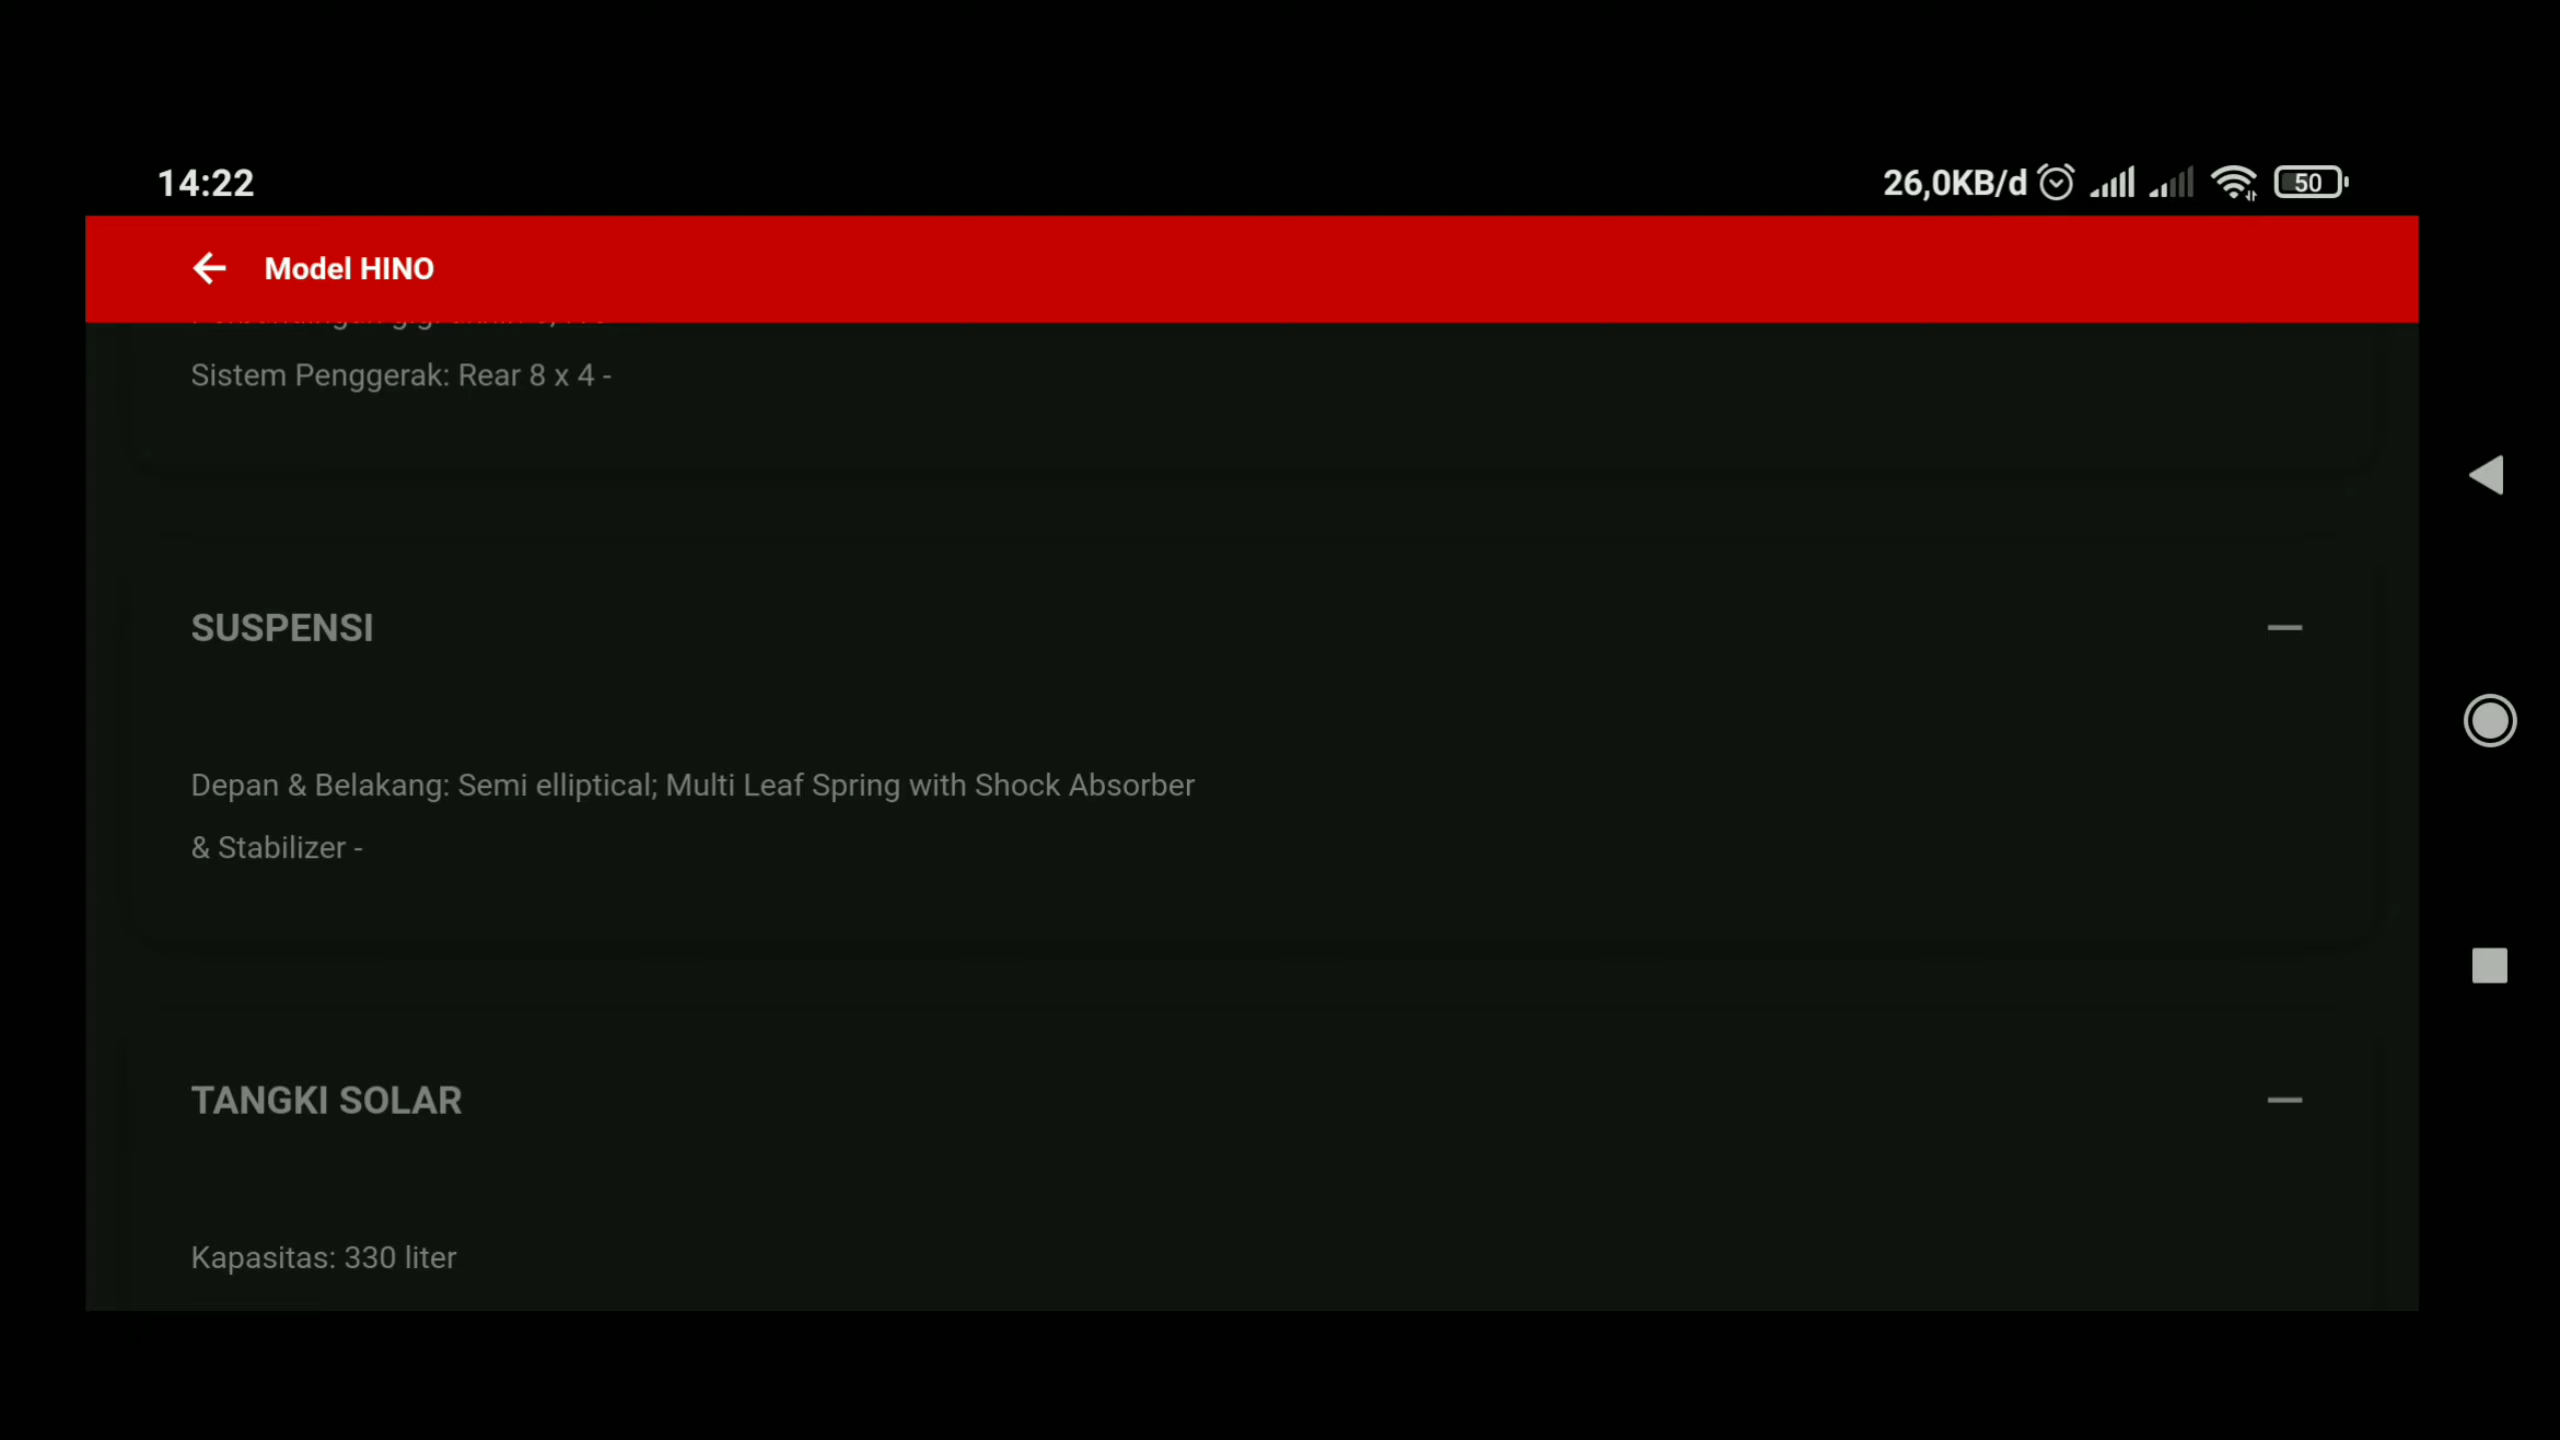 14:22
26,0KB/d
50
Model HINO
Sistem Penggerak: Rear 8 x 4 -
SUSPENSI
Depan & Belakang: Semi elliptical; Multi Leaf Spring with Shock Absorber
& Stabilizer -
TANGKI SOLAR
Kapasitas: 330 liter